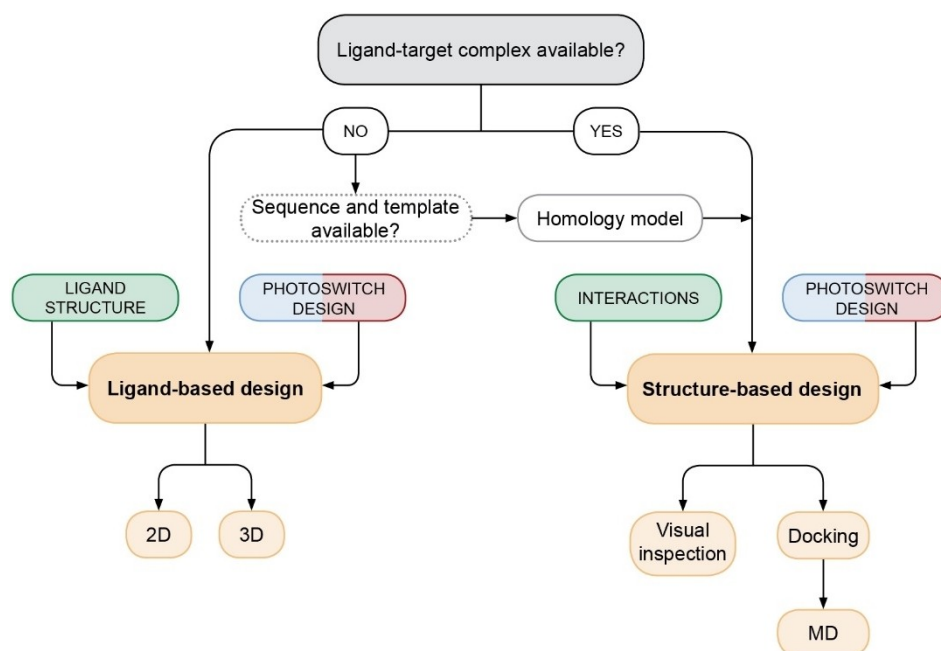 Ligand-target complex available?
NO
YES
Sequence and template
available?
Homology model
LIGAND
STRUCTURE
PHOTOSWITCH
DESIGN
INTERACTIONS
PHOTOSWITCH
DESIGN
Ligand-based design
Structure-based design
2D
3D
Visual
inspection
Docking
MD